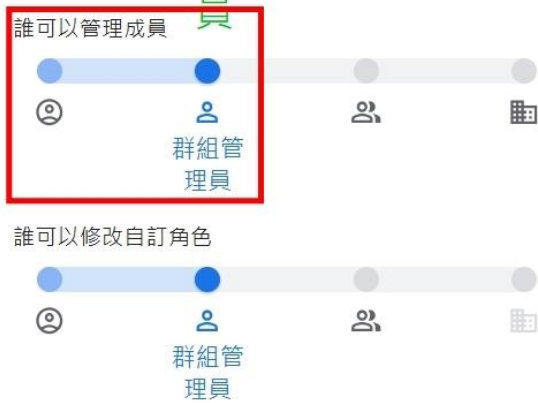 員
誰可以管理成員
群組管
理員
誰可以修改自訂角色
群組管
理員